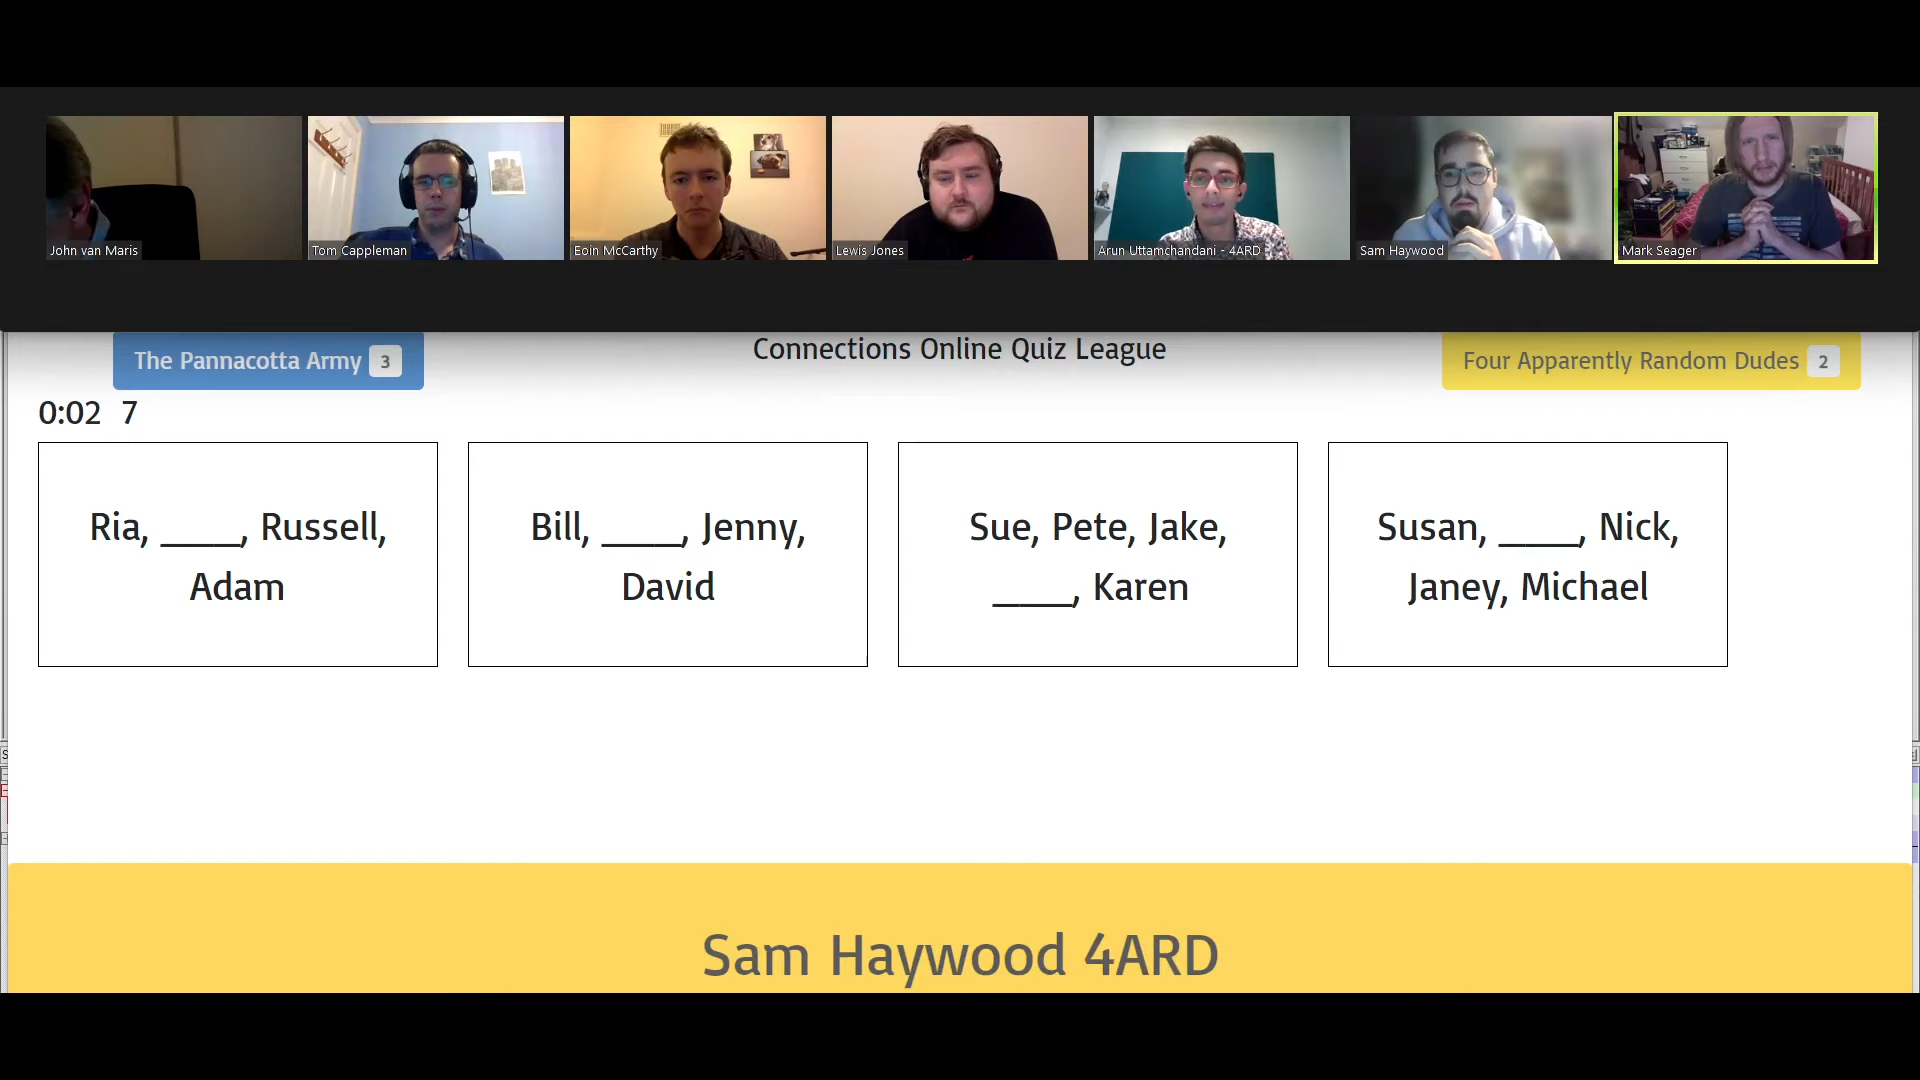 John van Maris
Tom Cappleman
Eoin McCarthy
Lewis Jones
Arun Uttamchandani - 4ARD
Sam Haywood
Mark Seager
The Pannacotta Army 3
Connections Online Quiz League
Four Apparently Random Dudes 2
0:02 7
Ria, ____, Russell,
Adam
Bill, ____, Jenny,
David
Sue, Pete, Jake,
____, Karen
Susan, ____, Nick,
Janey, Michael
Sam Haywood 4ARD